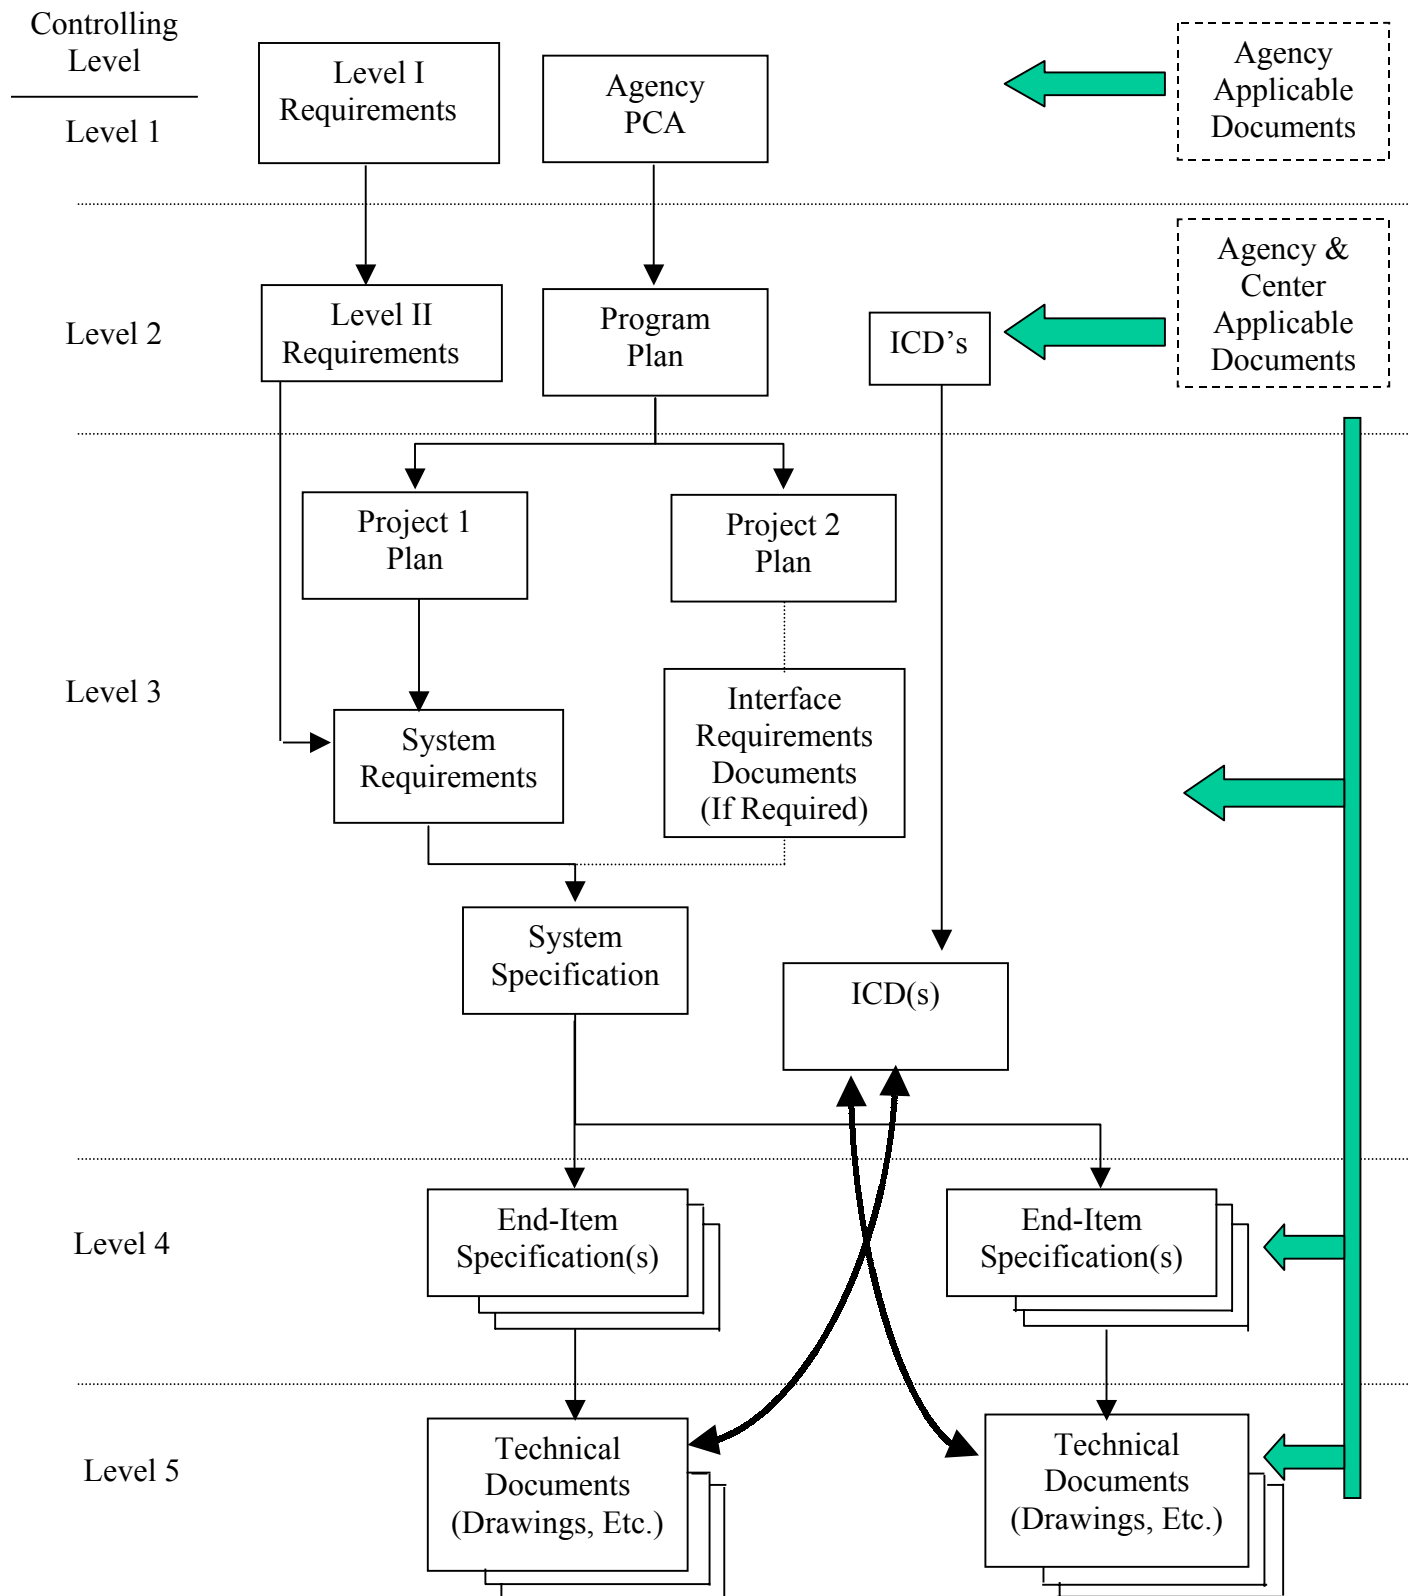 Controlling
Level
Level 1
Level I
Requirements
Agency
PCA
Agency
Applicable
Documents
Level 2
Level II
Requirements
Program
Plan
ICD’s
Agency &
Center
Applicable
Documents
Level 3
Project 1
Plan
Project 2
Plan
System
Requirements
Interface
Requirements
Documents
(If Required)
System
Specification
ICD(s)
Level 4
End-Item
Specification(s)
End-Item
Specification(s)
Level 5
Technical
Documents
(Drawings, Etc.)
Technical
Documents
(Drawings, Etc.)